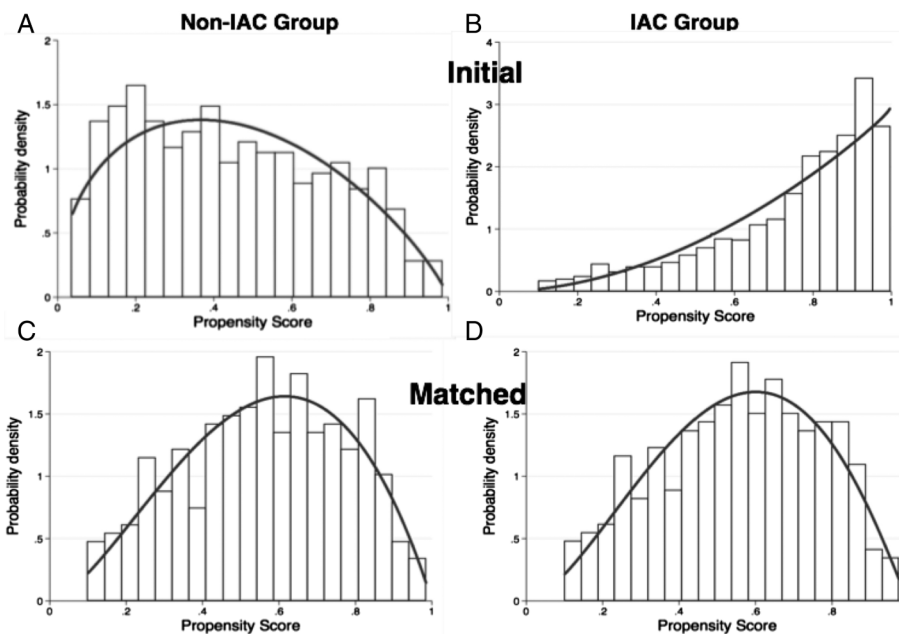 A Non-IAC Group
B IAC Group
Initial
2
1.5
1
.5
0
Probability density
0 .2 .4 .6 .8 1
Propensity Score
4
3
2
1
0
Probability density
0 .2 .4 .6 .8 1
Propensity Score
C
D
Matched
2
1.5
1
.5
0
Probability density
0 .2 .4 .6 .8 1
Propensity Score
2
1.5
1
.5
0
Probability density
0 .2 .4 .6 .8
Propensity Score